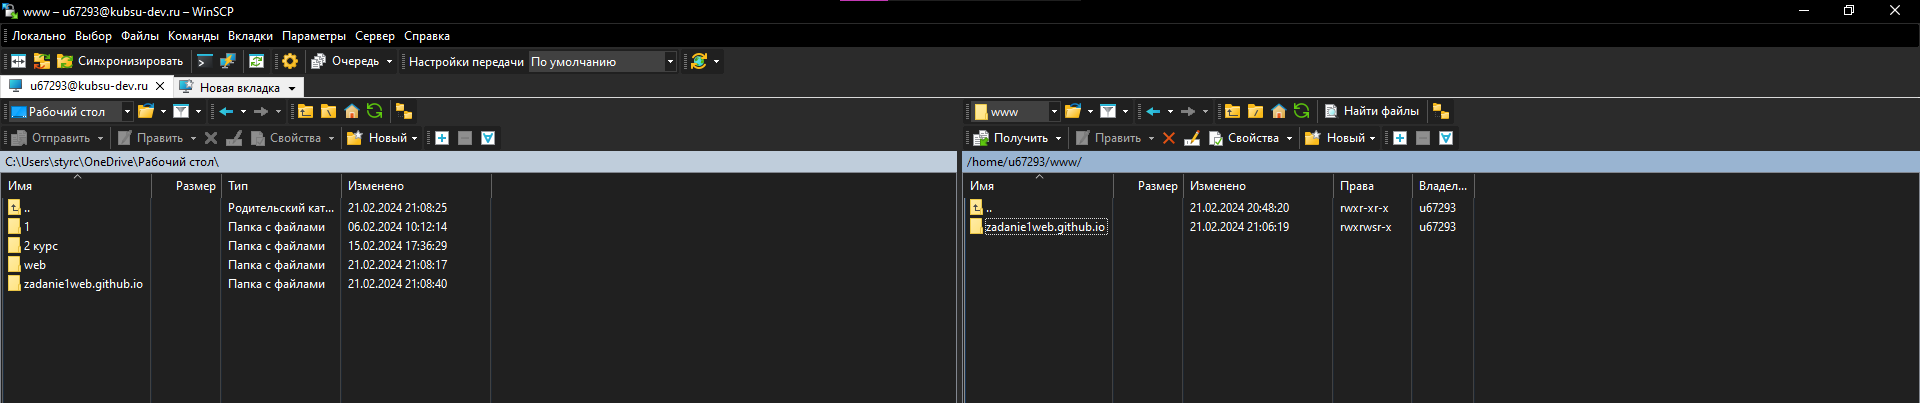 www – u67293@kubsu-dev.ru – WinSCP
Локально Выбор Файлы Команды Вкладки Параметры Сервер Справка
Синхронизировать Очередь Настройки передачи По умолчанию
u67293@kubsu-dev.ru Новая вкладка
Рабочий стол
Отправить Править Свойства Новый
C:\Users\styrc\OneDrive\Рабочий стол\
Имя Размер Тип Изменено
.. Родительский кат... 21.02.2024 21:08:25
1 Папка с файлами 06.02.2024 10:12:14
2 курс Папка с файлами 15.02.2024 17:36:29
web Папка с файлами 21.02.2024 21:08:17
zadanie1web.github.io Папка с файлами 21.02.2024 21:08:40
www Найти файлы
Получить Править Свойства Новый
/home/u67293/www/
Имя Размер Изменено Права Владел...
.. 21.02.2024 20:48:20 rwxr-xr-x u67293
zadanie1web.github.io 21.02.2024 21:06:19 rwxrwsr-x u67293